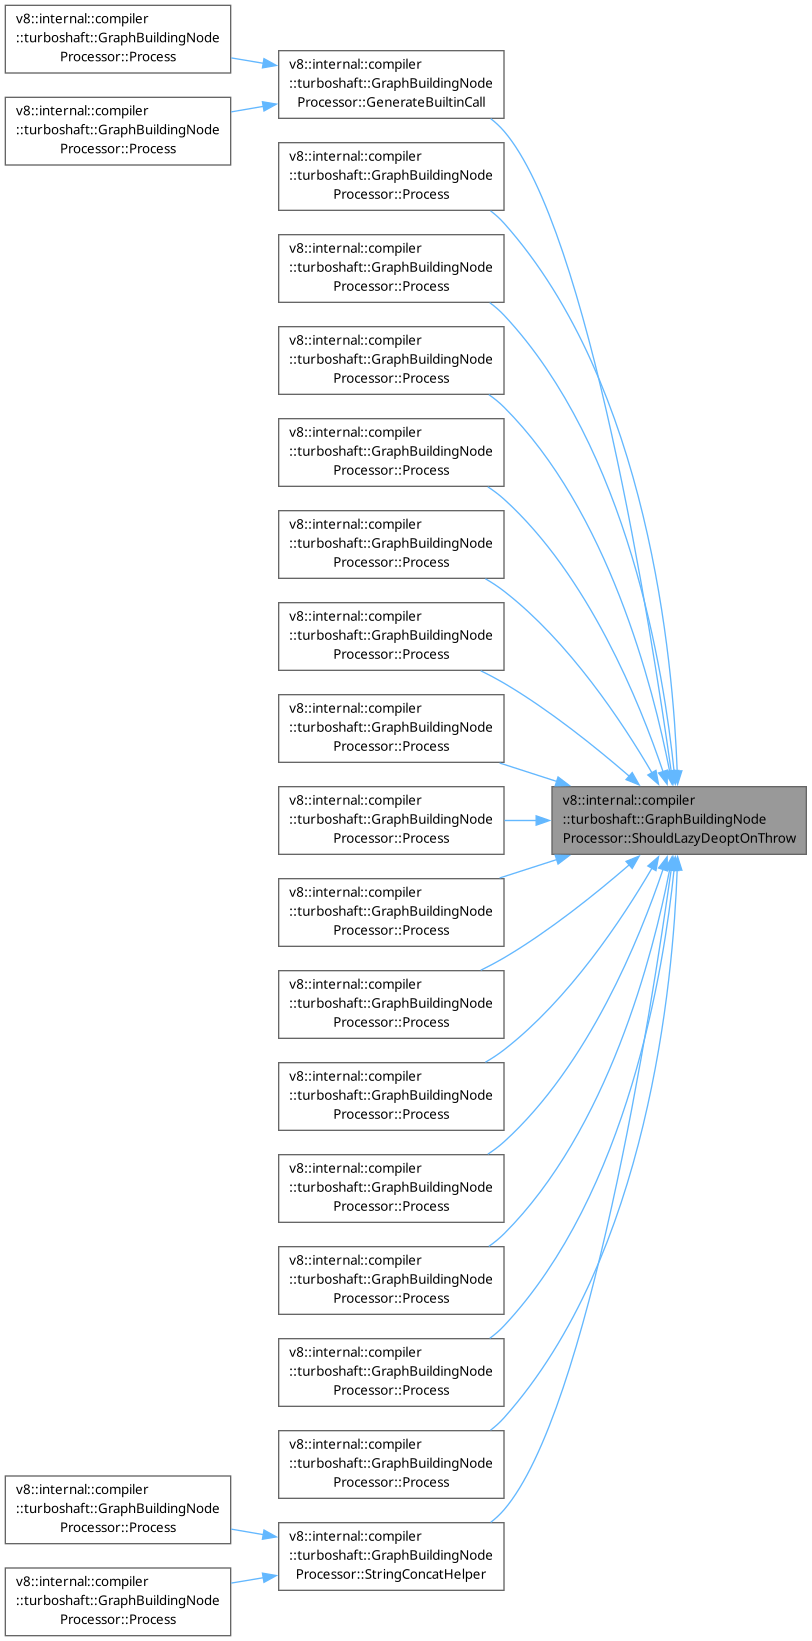 v8::internal::compiler
::turboshaft::GraphBuildingNode
Processor::Process
v8::internal::compiler
::turboshaft::GraphBuildingNode
Processor::GenerateBuiltinCall
v8::internal::compiler
::turboshaft::GraphBuildingNode
Processor::Process
v8::internal::compiler
::turboshaft::GraphBuildingNode
Processor::Process
v8::internal::compiler
::turboshaft::GraphBuildingNode
Processor::Process
v8::internal::compiler
::turboshaft::GraphBuildingNode
Processor::Process
v8::internal::compiler
::turboshaft::GraphBuildingNode
Processor::Process
v8::internal::compiler
::turboshaft::GraphBuildingNode
Processor::Process
v8::internal::compiler
::turboshaft::GraphBuildingNode
Processor::Process
v8::internal::compiler
::turboshaft::GraphBuildingNode
Processor::Process
v8::internal::compiler
::turboshaft::GraphBuildingNode
Processor::Process
v8::internal::compiler
::turboshaft::GraphBuildingNode
Processor::ShouldLazyDeoptOnThrow
v8::internal::compiler
::turboshaft::GraphBuildingNode
Processor::Process
v8::internal::compiler
::turboshaft::GraphBuildingNode
Processor::Process
v8::internal::compiler
::turboshaft::GraphBuildingNode
Processor::Process
v8::internal::compiler
::turboshaft::GraphBuildingNode
Processor::Process
v8::internal::compiler
::turboshaft::GraphBuildingNode
Processor::Process
v8::internal::compiler
::turboshaft::GraphBuildingNode
Processor::Process
v8::internal::compiler
::turboshaft::GraphBuildingNode
Processor::Process
v8::internal::compiler
::turboshaft::GraphBuildingNode
Processor::Process
v8::internal::compiler
::turboshaft::GraphBuildingNode
Processor::StringConcatHelper
v8::internal::compiler
::turboshaft::GraphBuildingNode
Processor::Process